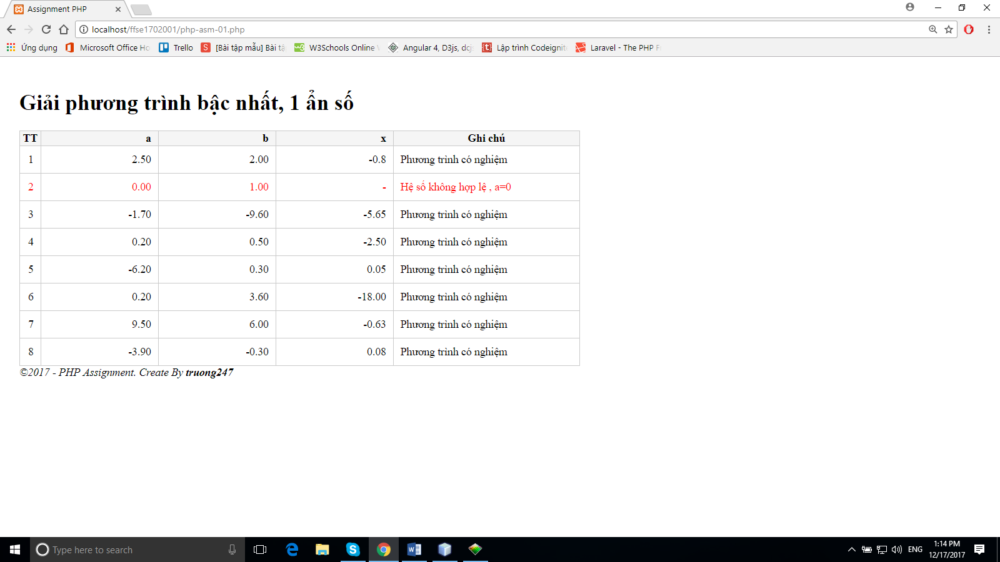 Assignment PHP
localhost/ffse1702001/php-asm-01.php
Ứng dụng Microsoft Office Ho Trello [Bài tập mẫu] Bài tậ W3Schools Online Angular 4, D3js, dcjs Lập trình Codeignite Laravel - The PHP F
Giải phương trình bậc nhất, 1 ẩn số
TT a b x Ghi chú
1 2.50 2.00 -0.8 Phương trình có nghiệm
2 0.00 1.00 - Hệ số không hợp lệ , a=0
3 -1.70 -9.60 -5.65 Phương trình có nghiệm
4 0.20 0.50 -2.50 Phương trình có nghiệm
5 -6.20 0.30 0.05 Phương trình có nghiệm
6 0.20 3.60 -18.00 Phương trình có nghiệm
7 9.50 6.00 -0.63 Phương trình có nghiệm
8 -3.90 -0.30 0.08 Phương trình có nghiệm
©2017 - PHP Assignment. Create By truong247
Type here to search
ENG
1:14 PM
12/17/2017